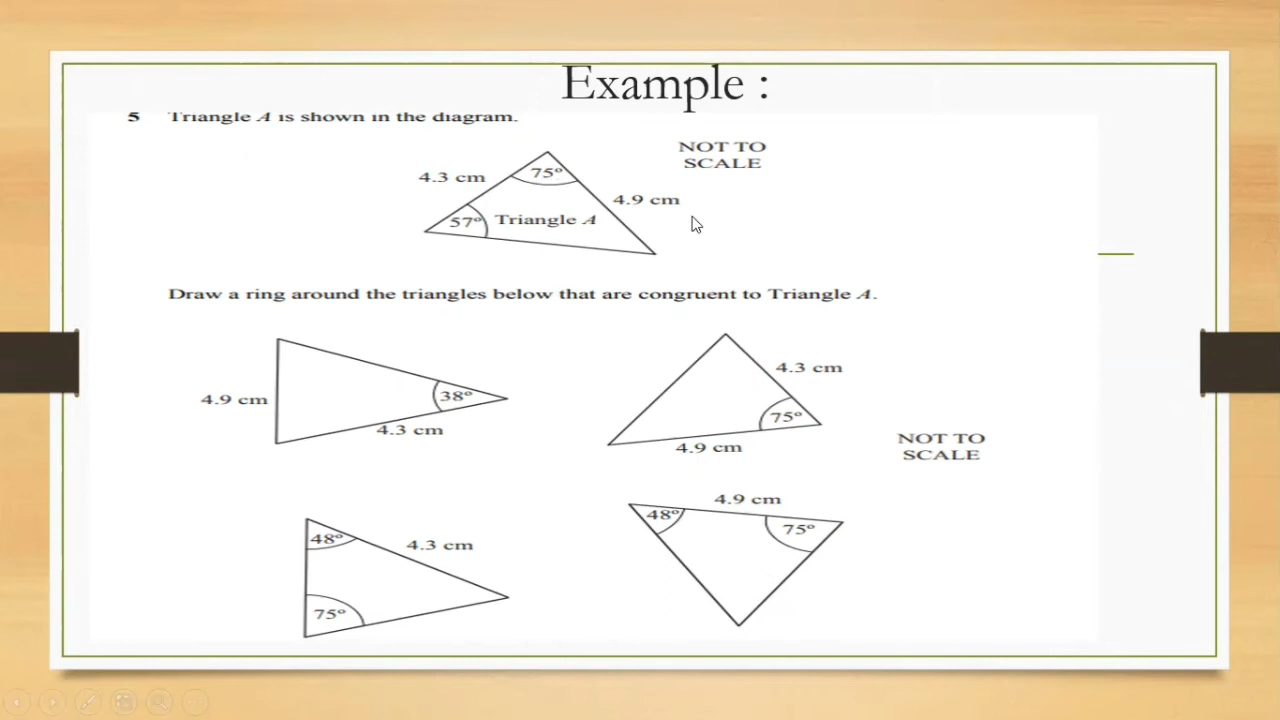 Example :
5 Triangle A is shown in the diagram.
NOT TO
SCALE
4.3 cm
75°
4.9 cm
57°
Triangle A
Draw a ring around the triangles below that are congruent to Triangle A.
4.9 cm
38°
4.3 cm
4.3 cm
75°
4.9 cm
NOT TO
SCALE
48°
4.3 cm
75°
4.9 cm
48°
75°